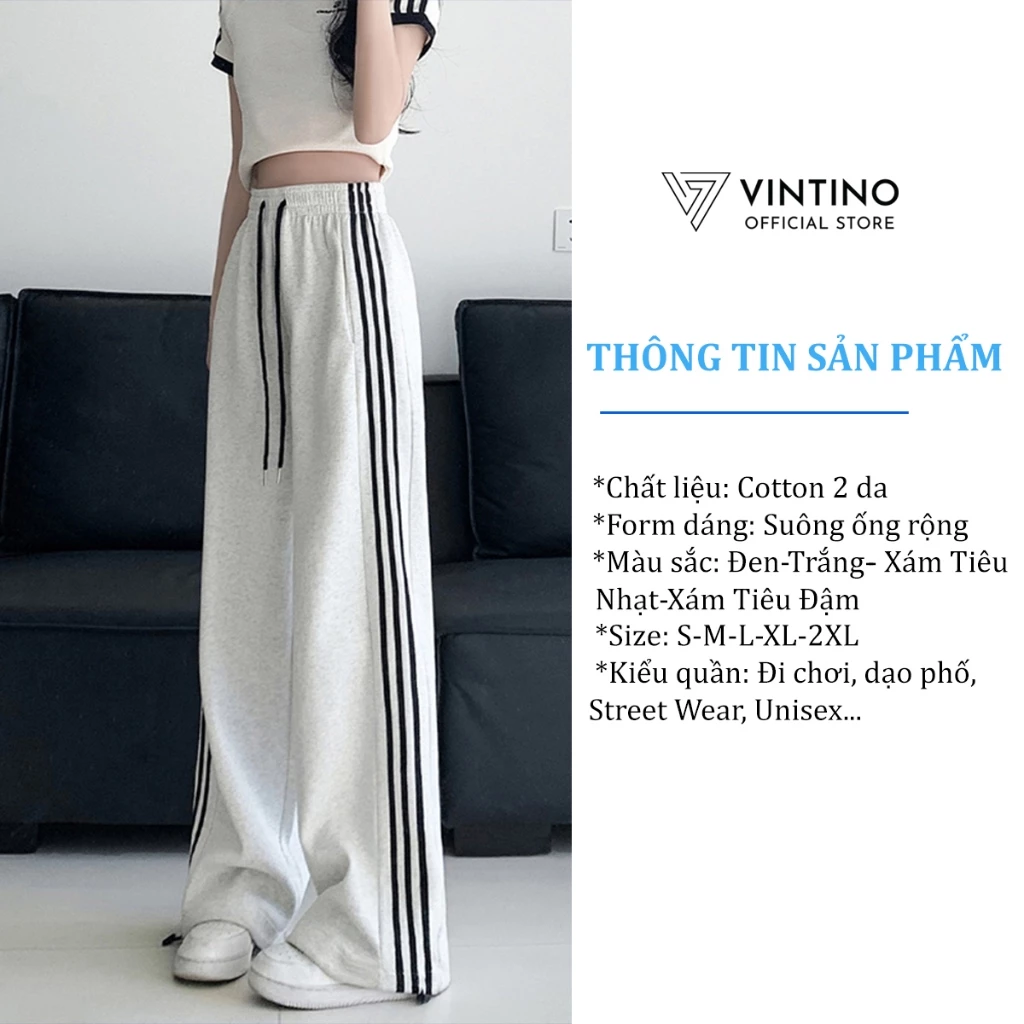 VINTINO
OFFICIAL STORE
THÔNG TIN SẢN PHẨM
*Chất liệu: Cotton 2 da
*Form dáng: Suông ống rộng
*Màu sắc: Đen-Trắng- Xám Tiêu
Nhạt-Xám Tiêu Đậm
*Size: S-M-L-XL-2XL
*Kiểu quần: Đi chơi, dạo phố,
Street Wear, Unisex...